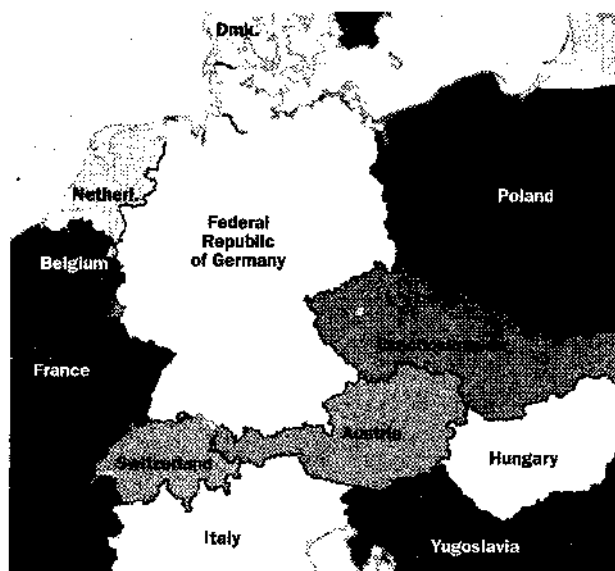 Dmk.
Netherl.
Poland
Federal
Republic
of Germany
Belgium
France
Austria
Switzerland
Hungary
Italy
Yugoslavia